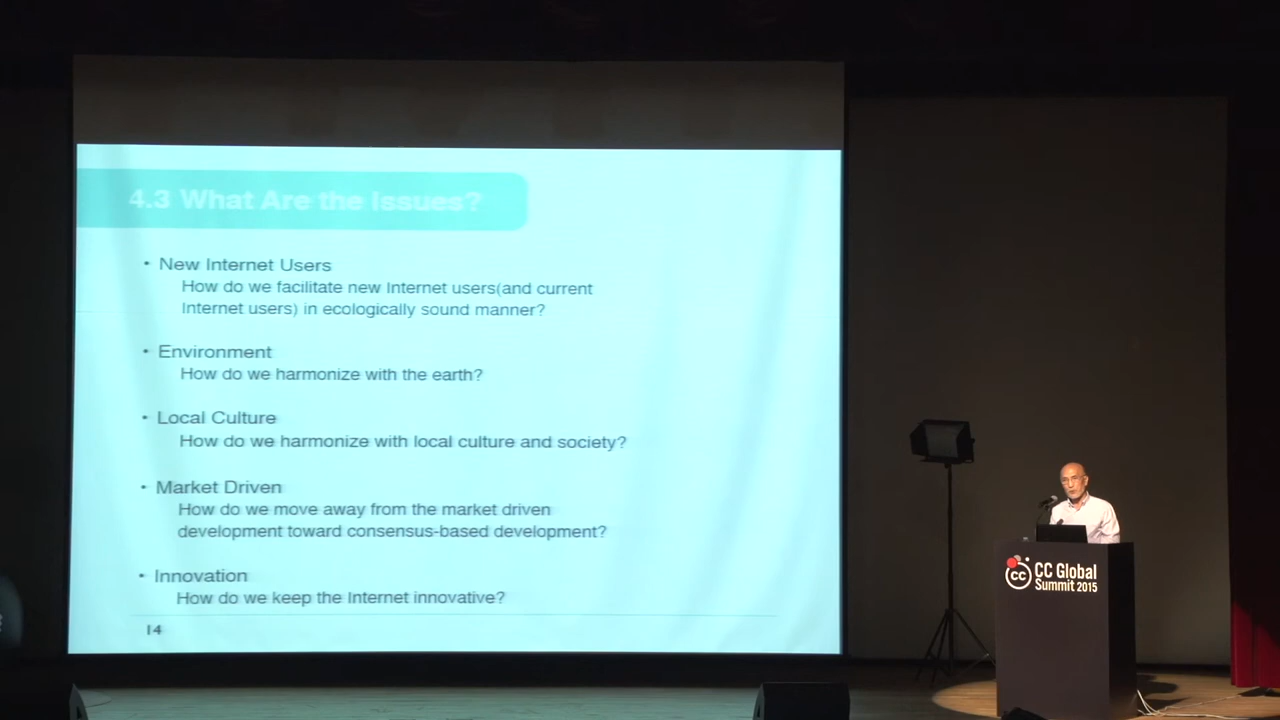 4.3 What Are the Issues?
• New Internet Users
How do we facilitate new Internet users(and current
Internet users) in ecologically sound manner?
• Environment
How do we harmonize with the earth?
• Local Culture
How do we harmonize with local culture and society?
• Market Driven
How do we move away from the market driven
development toward consensus-based development?
• Innovation
How do we keep the Internet innovative?
14
cc
CC Global
Summit 2015